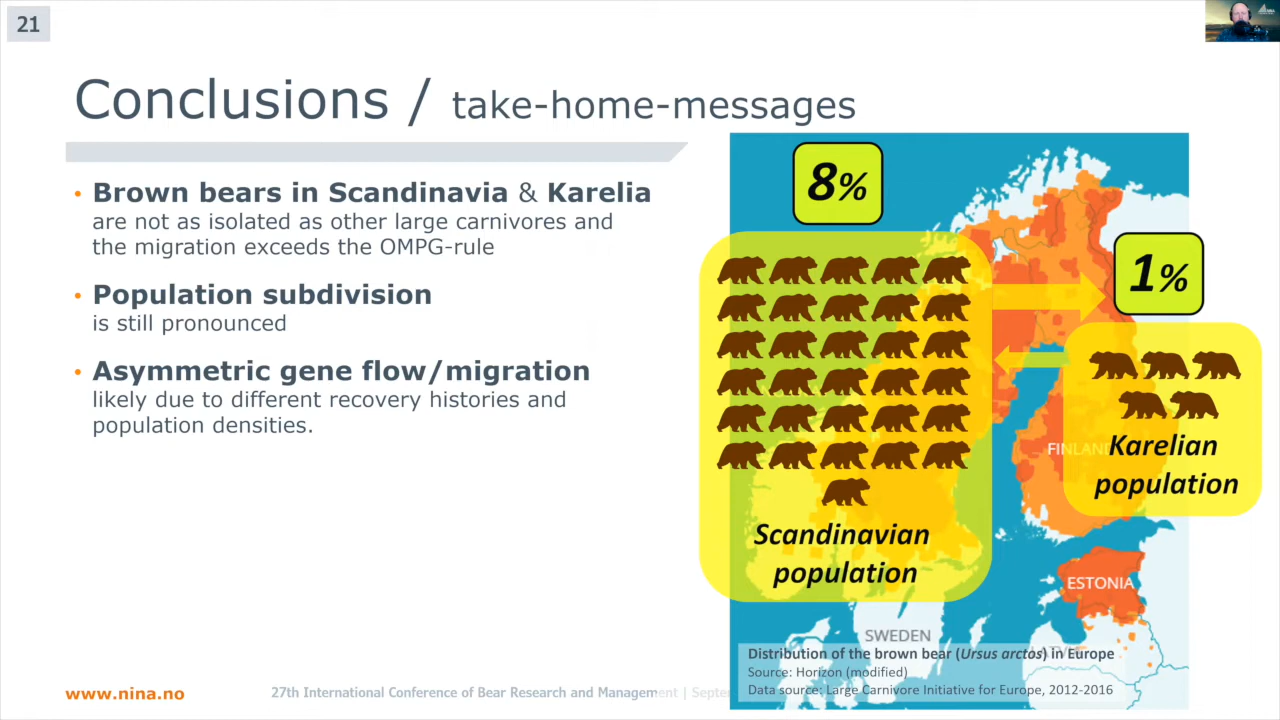 21
Conclusions / take-home-messages
• Brown bears in Scandinavia & Karelia
are not as isolated as other large carnivores and
the migration exceeds the OMPG-rule
• Population subdivision
is still pronounced
• Asymmetric gene flow/migration
likely due to different recovery histories and
population densities.
8%
1%
FINLAND
Karelian
population
Scandinavian
population
ESTONIA
SWEDEN
Distribution of the brown bear (Ursus arctos) in Europe
Source: Horizon (modified)
Data source: Large Carnivore Initiative for Europe, 2012-2016
www.nina.no
27th International Conference of Bear Research and Management |